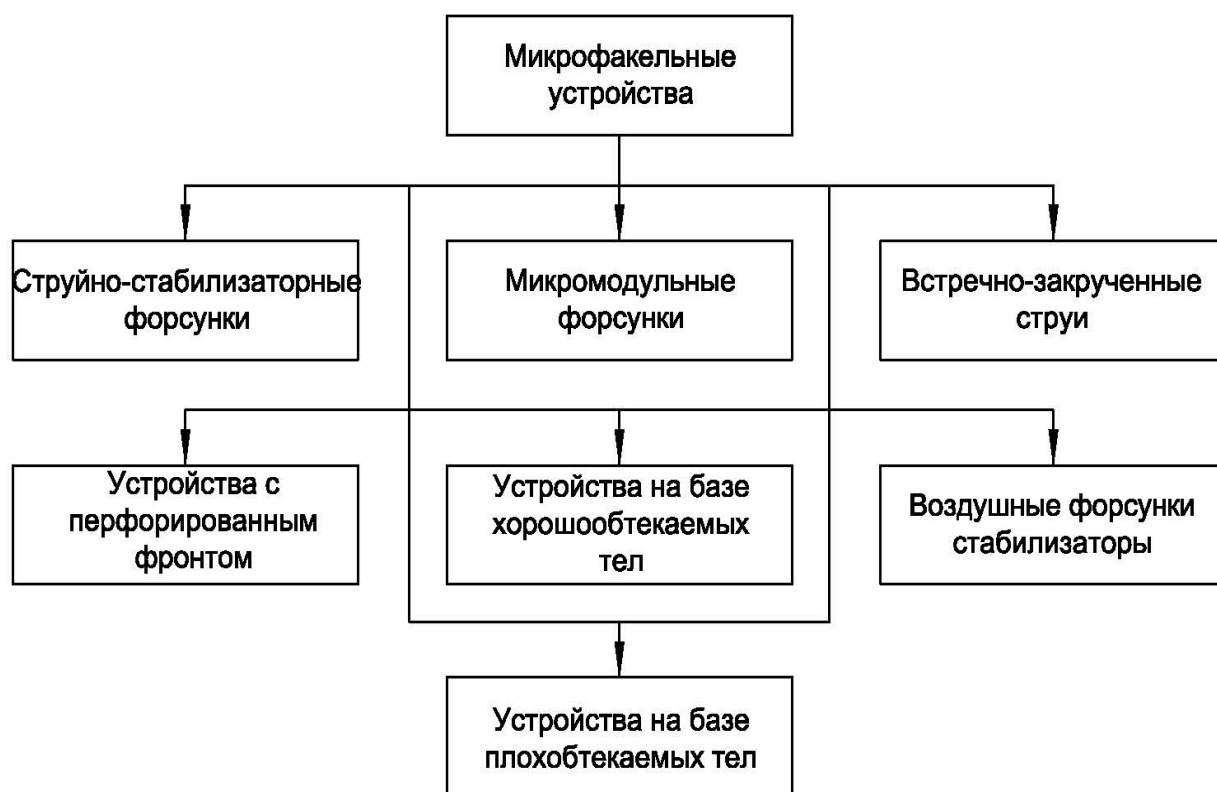 Микрофакельные
устройства
Струйно-стабилизаторные
форсунки
Микромодульные
форсунки
Встречно-закрученные
струи
Устройства с
перфорированным
фронтом
Устройства на базе
хорошообтекаемых
тел
Воздушные форсунки
стабилизаторы
Устройства на базе
плохобтекаемых тел